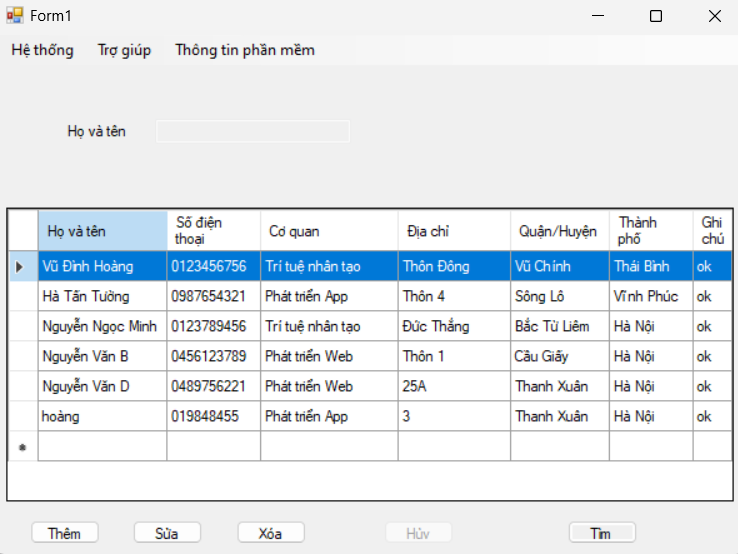 Form1
Hệ thống Trợ giúp Thông tin phần mềm
Họ và tên
Họ và tên Số điện thoại Cơ quan Địa chỉ Quận/Huyện Thành phố Ghi chú
Vũ Đình Hoàng 0123456756 Trí tuệ nhân tạo Thôn Đông Vũ Chính Thái Bình ok
Hà Tấn Tưởng 0987654321 Phát triển App Thôn 4 Sông Lô Vĩnh Phúc ok
Nguyễn Ngọc Minh 0123789456 Trí tuệ nhân tạo Đức Thắng Bắc Từ Liêm Hà Nội ok
Nguyễn Văn B 0456123789 Phát triển Web Thôn 1 Cầu Giấy Hà Nội ok
Nguyễn Văn D 0489756221 Phát triển Web 25A Thanh Xuân Hà Nội ok
hoàng 019848455 Phát triển App 3 Thanh Xuân Hà Nội ok
Thêm Sửa Xóa Hủy Tìm